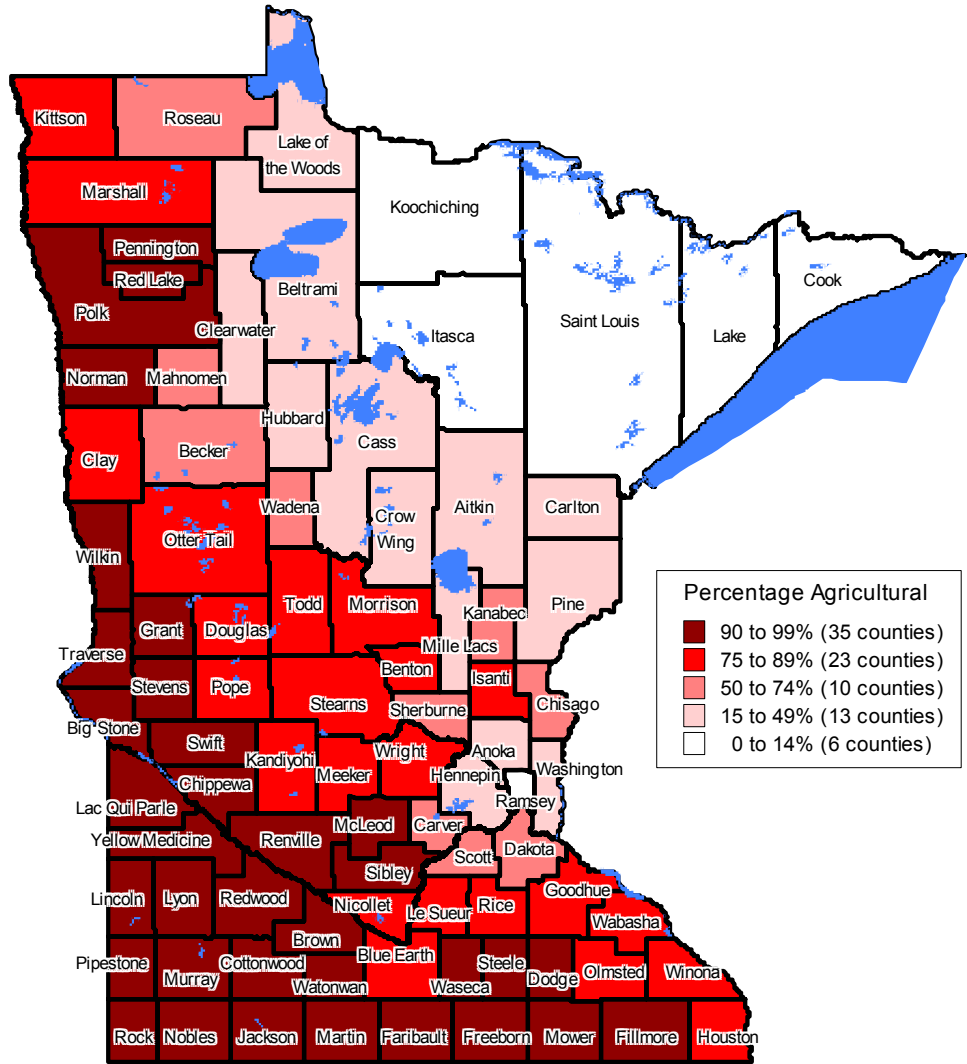 Kittson
Roseau
Lake of
the Woods
Marshall
Koochiching
Pennington
Red Lake
Polk
Beltrami
Clearwater
Itasca
Saint Louis
Lake
Cook
Norman
Mahnomen
Hubbard
Cass
Clay
Becker
Wadena
Crow
Wing
Aitkin
Carlton
Otter Tail
Wilkin
Pine
Todd
Morrison
Kanabec
Grant
Douglas
Mille Lacs
Traverse
Benton
Isanti
Stevens
Pope
Stearns
Sherburne
Chisago
Big Stone
Swift
Kandiyohi
Meeker
Wright
Anoka
Hennepin
Washington
Ramsey
Chippewa
Lac Qui Parle
McLeod
Carver
Yellow Medicine
Renville
Scott
Dakota
Sibley
Lincoln
Lyon
Redwood
Nicollet
Le Sueur
Rice
Goodhue
Wabasha
Brown
Blue Earth
Pipestone
Murray
Cottonwood
Watonwan
Waseca
Steele
Dodge
Olmsted
Winona
Rock
Nobles
Jackson
Martin
Faribault
Freeborn
Mower
Fillmore
Houston
Percentage Agricultural
90 to 99% (35 counties)
75 to 89% (23 counties)
50 to 74% (10 counties)
15 to 49% (13 counties)
0 to 14% (6 counties)